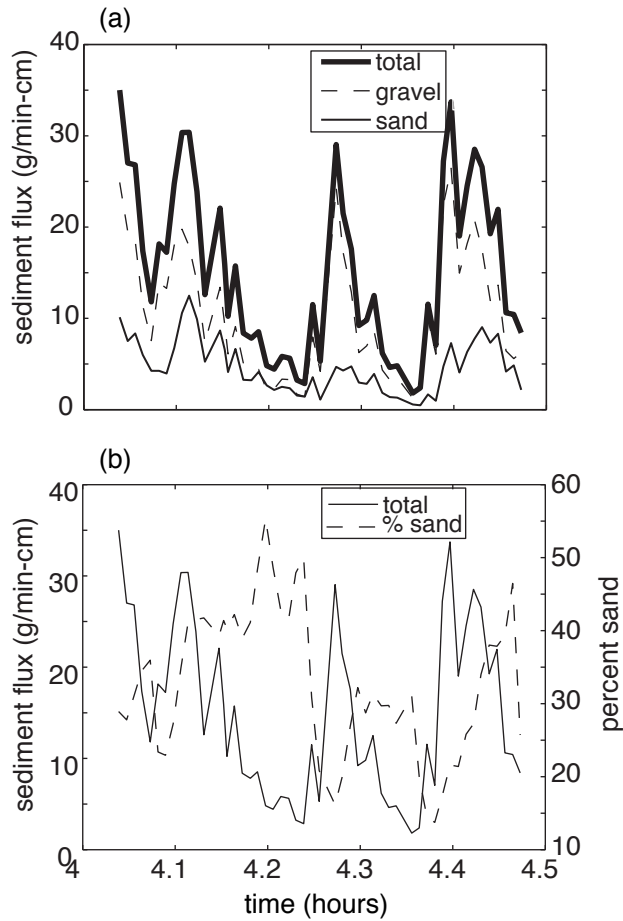 (a)
40
30
20
10
0
sediment flux (g/min-cm)
total
gravel
sand
(b)
40
30
20
10
0
sediment flux (g/min-cm)
total
% sand
60
50
40
30
20
10
percent sand
4 4.1 4.2 4.3 4.4 4.5
time (hours)